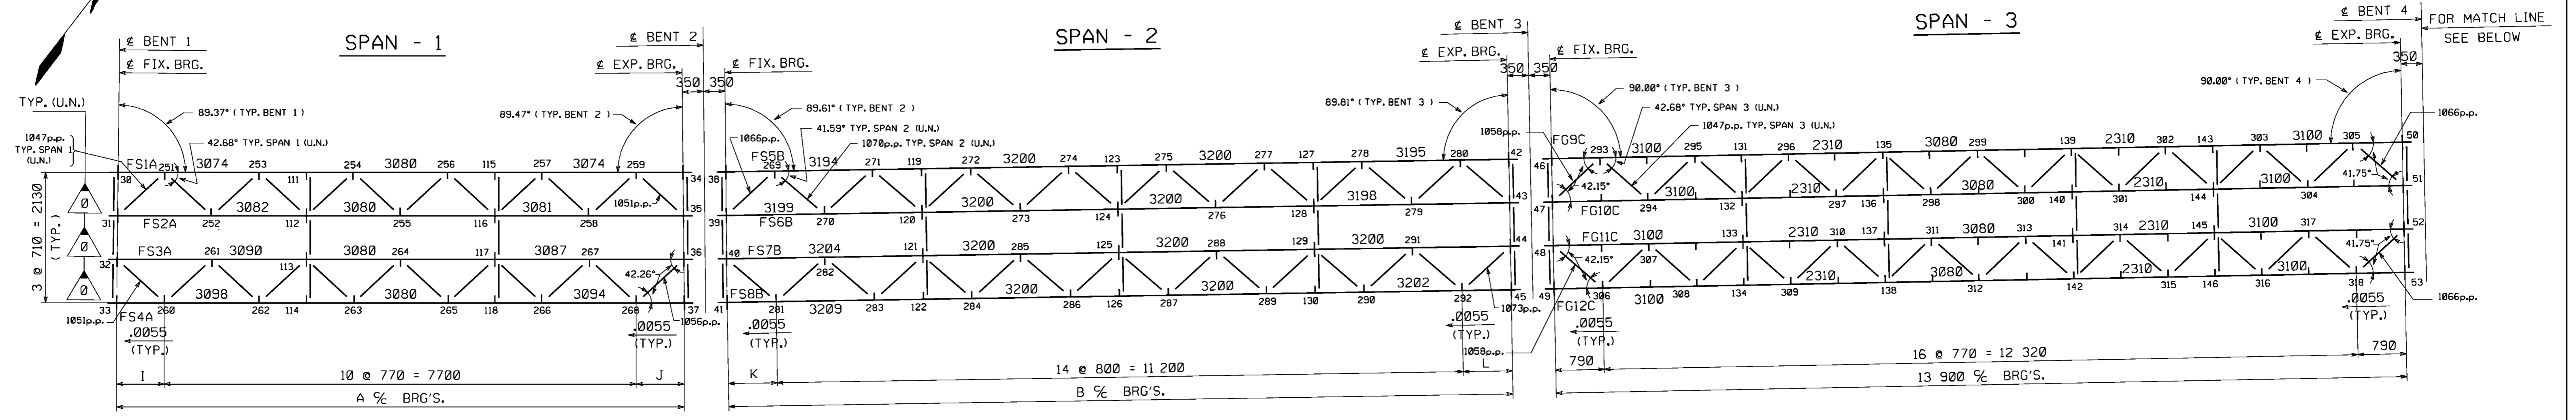 SPAN - 1
SPAN - 2
SPAN - 3
℄ BENT 1
℄ FIX. BRG.
℄ BENT 2
℄ EXP. BRG.
350
350
℄ FIX. BRG.
℄ BENT 3
℄ EXP. BRG.
350
350
℄ FIX. BRG.
℄ BENT 4
℄ EXP. BRG.
350
FOR MATCH LINE
SEE BELOW
TYP. (U.N.)
89.37° ( TYP. BENT 1 )
42.68° TYP. SPAN 1 (U.N.)
1047p.p.
TYP. SPAN 1
(U.N.)
89.47° ( TYP. BENT 2 )
89.61° ( TYP. BENT 2 )
41.59° TYP. SPAN 2 (U.N.)
1070p.p. TYP. SPAN 2 (U.N.)
1066p.p.
89.81° ( TYP. BENT 3 )
90.00° ( TYP. BENT 3 )
42.68° TYP. SPAN 3 (U.N.)
1047p.p. TYP. SPAN 3 (U.N.)
1058p.p.
90.00° ( TYP. BENT 4 )
1066p.p.
FS1A 251 3074 253 254 3080 256 115 257 3074 259
30 111 34
3082 3080 3081 1051p.p. 35
31 FS2A 252 112 255 116 258
FS3A 261 3090 3080 264 117 3087 267 36
32 113 42.26°
3098 3080 3094
33 FS4A 260 262 114 263 265 118 266 268 37
1051p.p. 1056p.p.
3 @ 710 = 2130
(TYP.)
0
0
0
.0055
(TYP.)
.0055
(TYP.)
I 10 @ 770 = 7700 J
A ℄/℄ BRG'S.
FS5B 269 3194 271 119 272 3200 274 123 275 3200 277 127 278 3195 280 42
38
3199 3200 3200 3198 43
39 FS6B 270 120 273 124 276 128 279
40 FS7B 3204 121 3200 285 125 3200 288 129 3200 291 44
282
FS8B 3200 3200 3202
41 281 3209 283 122 284 286 126 287 289 130 290 292 45
1073p.p.
.0055
(TYP.)
.0055
(TYP.)
K 14 @ 800 = 11 200 L
B ℄/℄ BRG'S.
FG9C 293 3100 295 131 296 2310 135 3080 299 139 2310 302 143 303 3100 305 50
46
42.15° 3100 2310 3080 2310 3100 41.75° 51
47 FG10C 294 132 297 136 298 300 140 301 144 304
FG11C 3100 133 2310 310 137 311 3080 313 314 2310 145 3100 317 52
48 42.15° 307 141 41.75°
2310 3080 2310 3100
49 306 3100 308 134 309 138 312 142 315 146 316 318 53
FG12C
1058p.p. 1066p.p.
.0055
(TYP.)
.0055
(TYP.)
790 16 @ 770 = 12 320 790
13 900 ℄/℄ BRG'S.